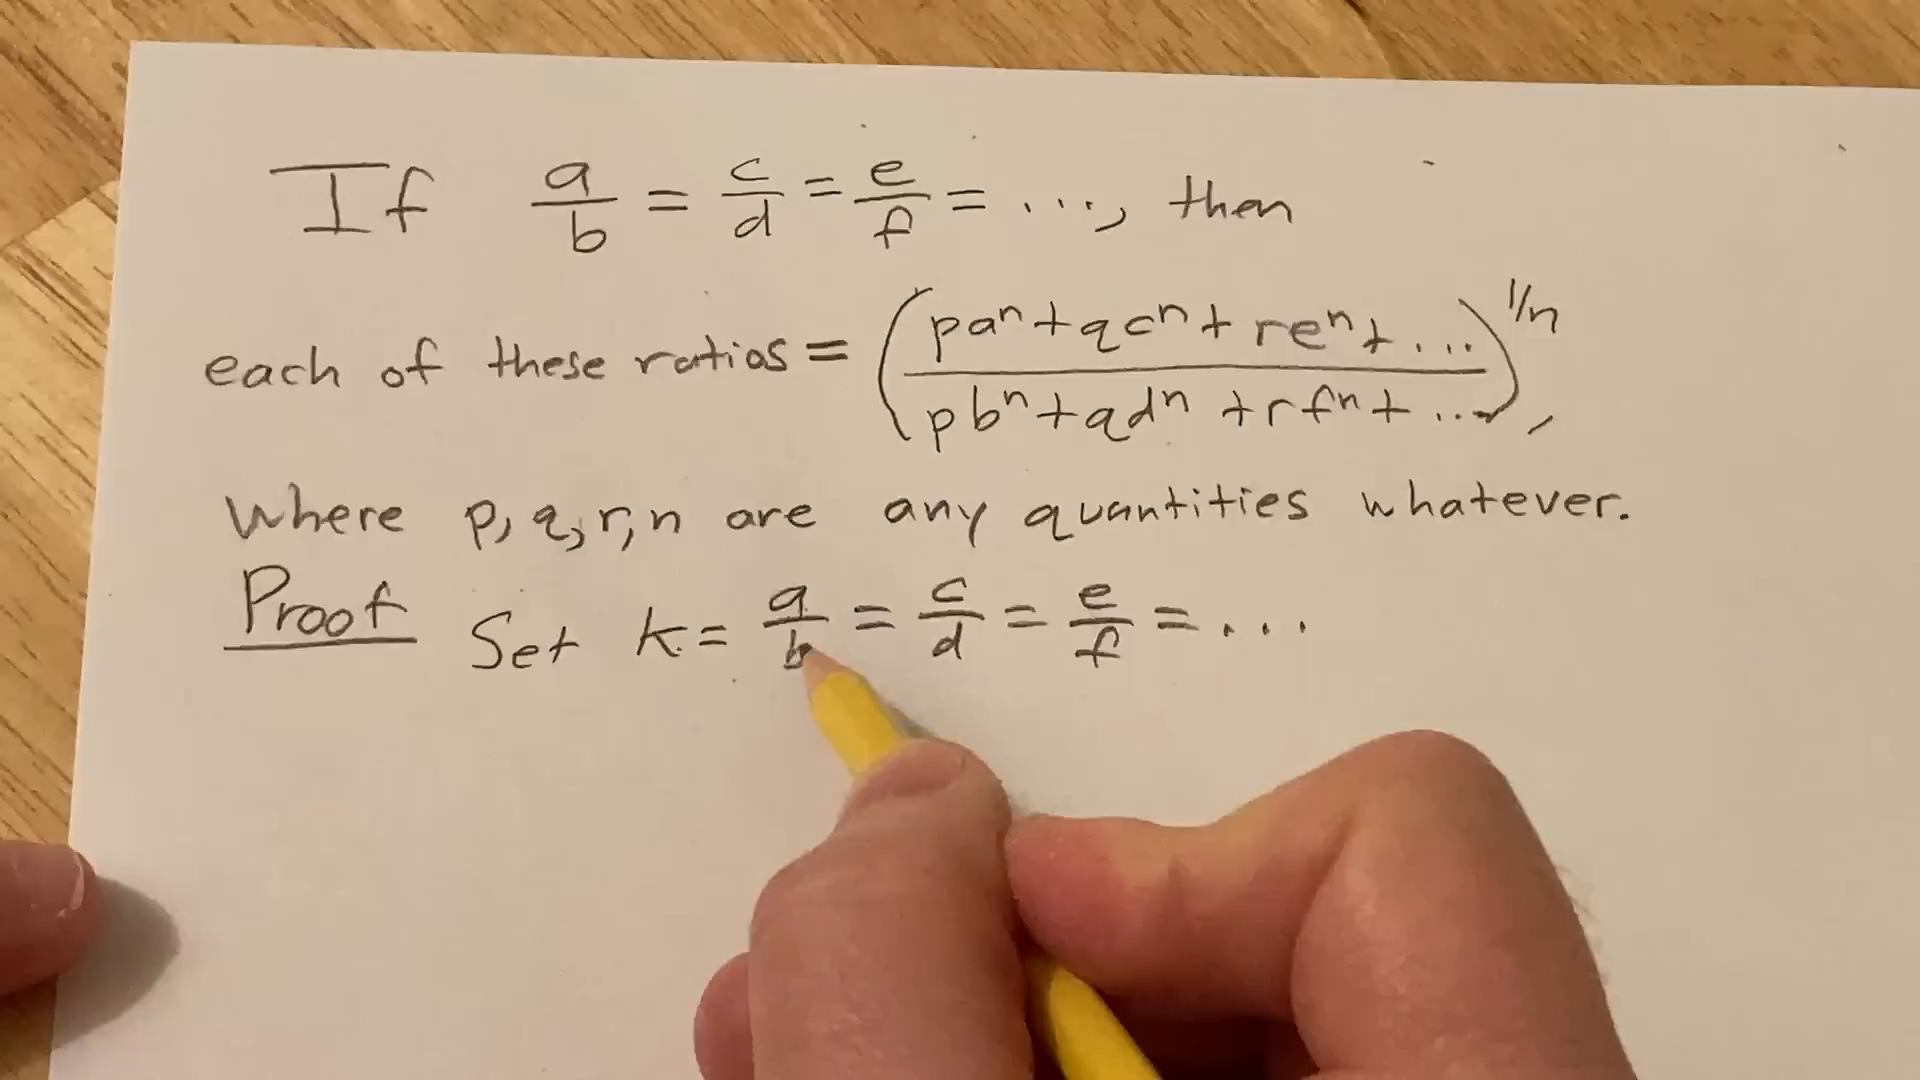 If a/b = c/d = e/f = ..., then
each of these ratios = (pa^n + qc^n + re^n + ... / pb^n + qd^n + rf^n + ...)^1/n,
where p, q, r, n are any quantities whatever.
Proof Set k = a/b = c/d = e/f = ...